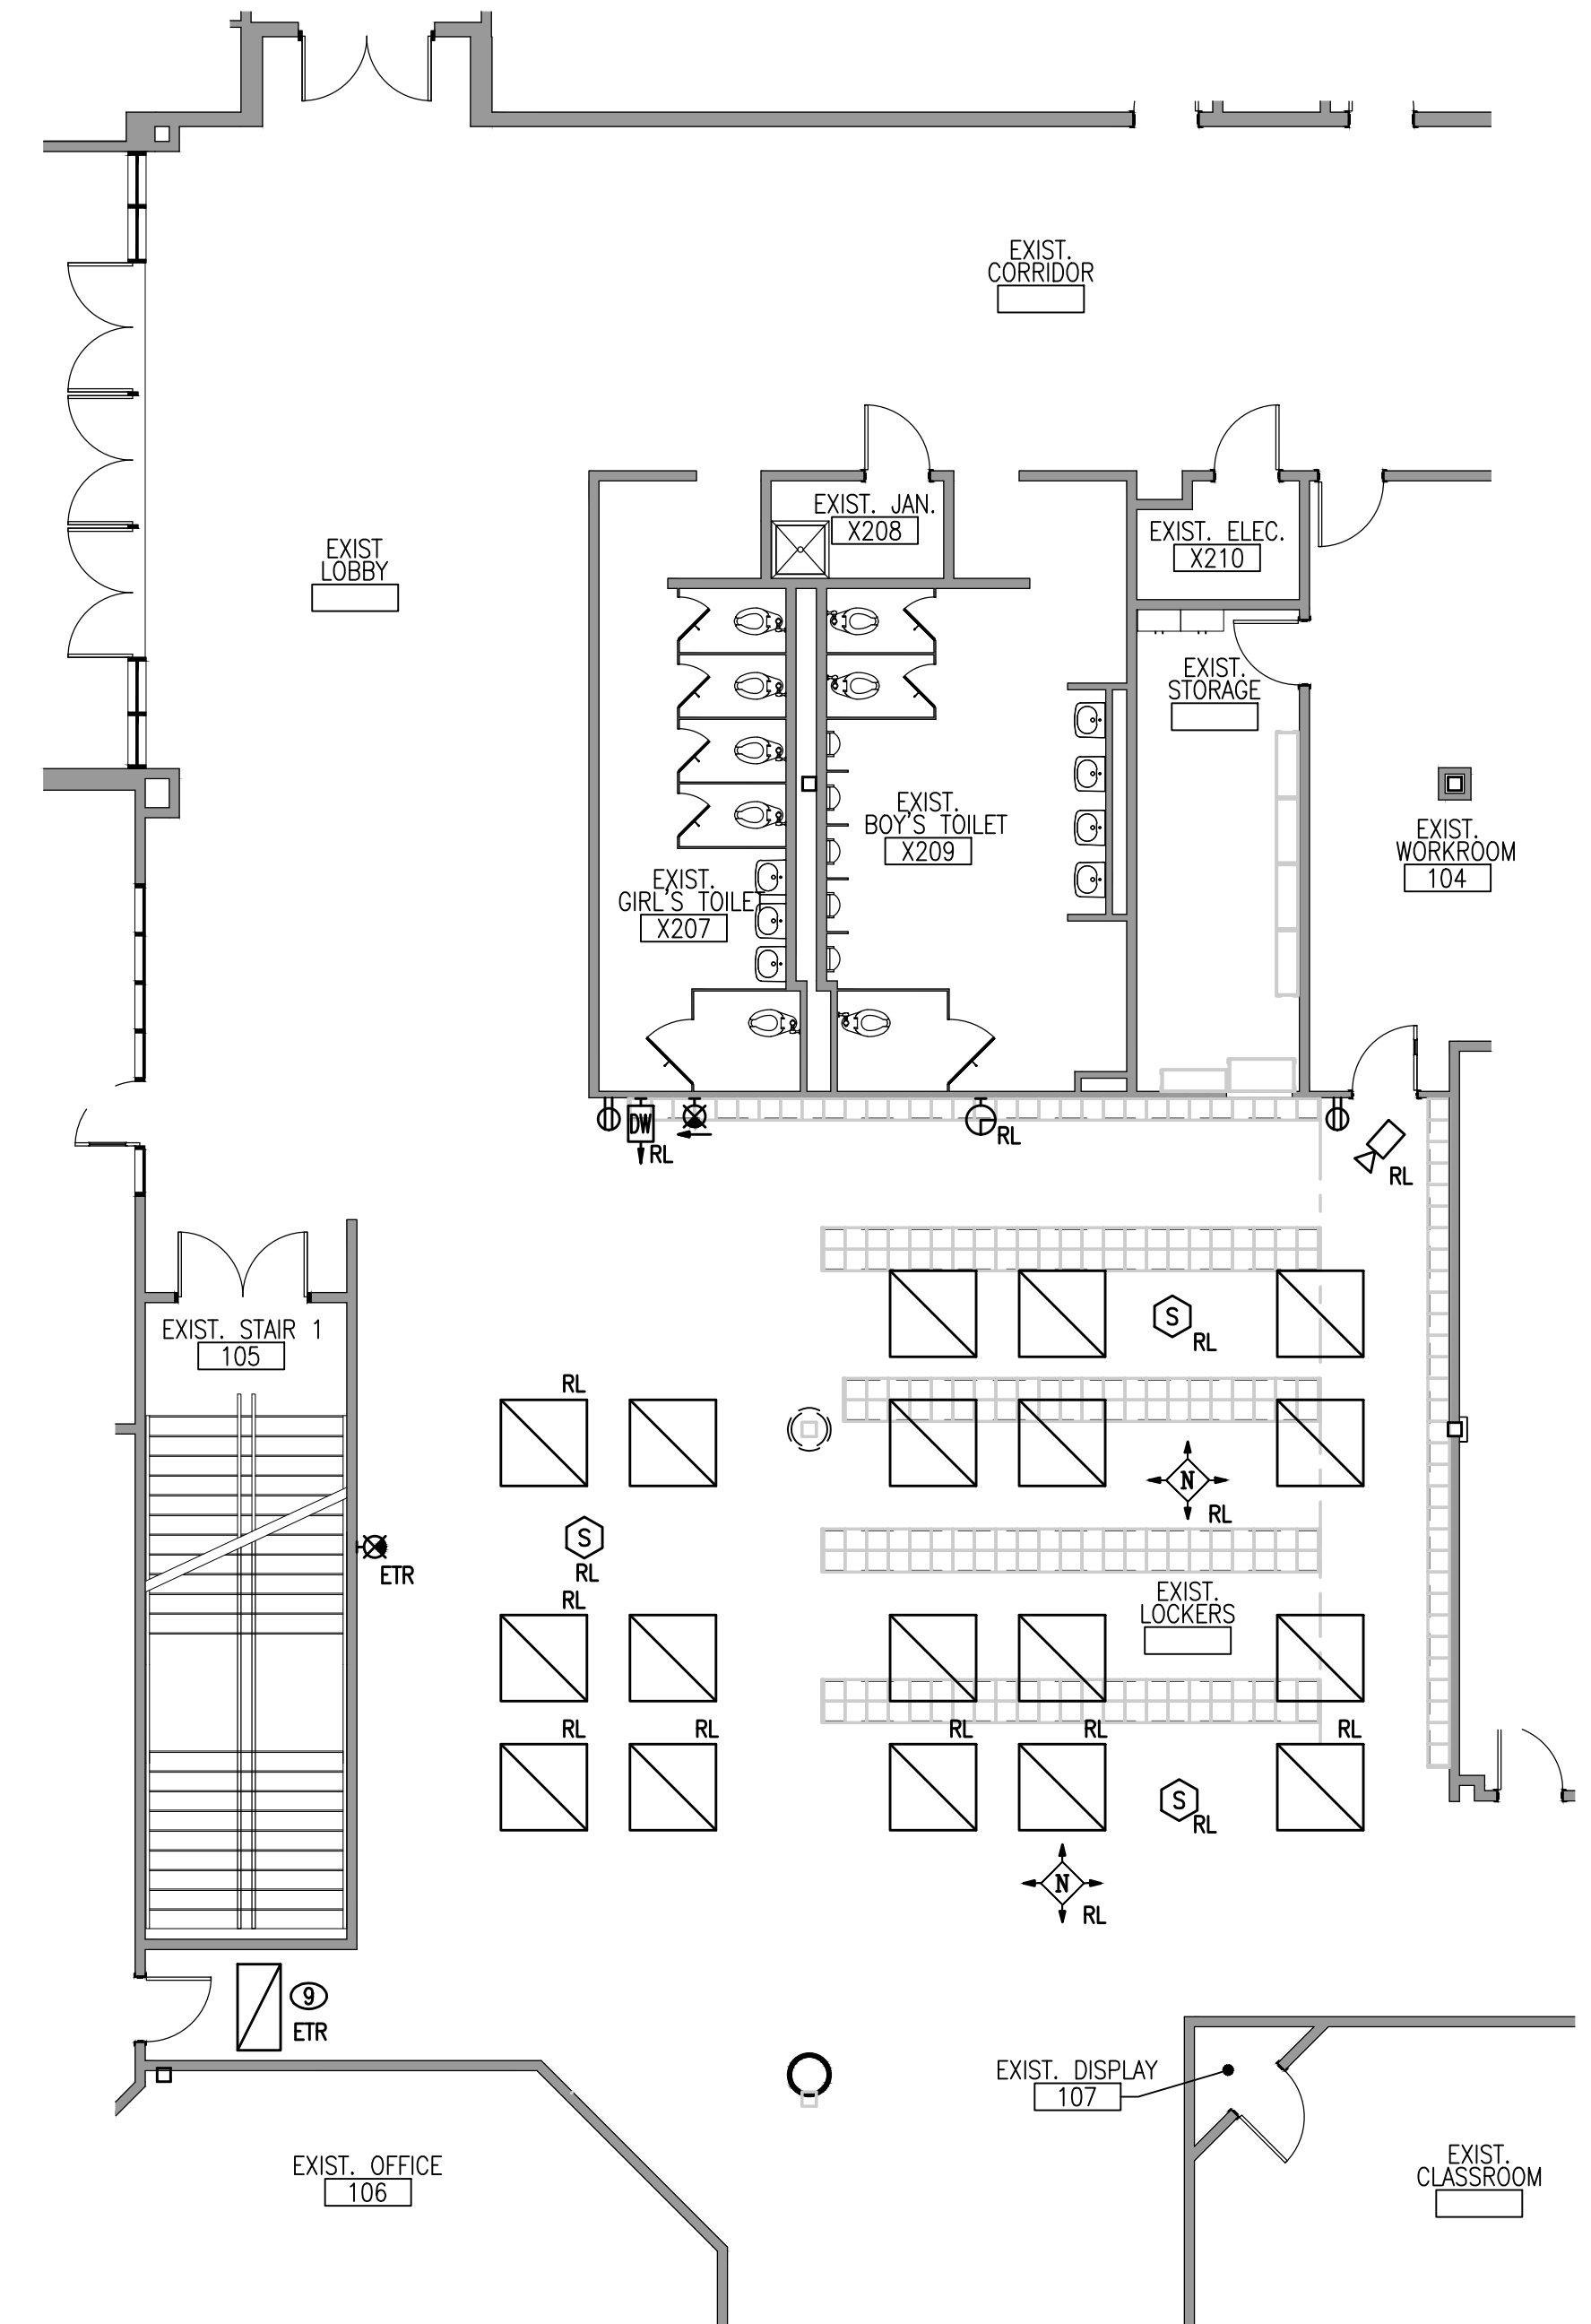 EXIST.
CORRIDOR
EXIST. JAN.
X208
EXIST. ELEC.
X210
EXIST
LOBBY
EXIST.
STORAGE
EXIST.
BOY'S TOILET
X209
EXIST.
WORKROOM
104
EXIST.
GIRL'S TOILET
X207
DW
RL
RL
RL
EXIST. STAIR 1
105
S
RL
RL
N
RL
S
RL
ETR
RL
EXIST.
LOCKERS
RL
RL
RL
RL
RL
S
RL
N
RL
9
ETR
EXIST. DISPLAY
107
EXIST. OFFICE
106
EXIST.
CLASSROOM